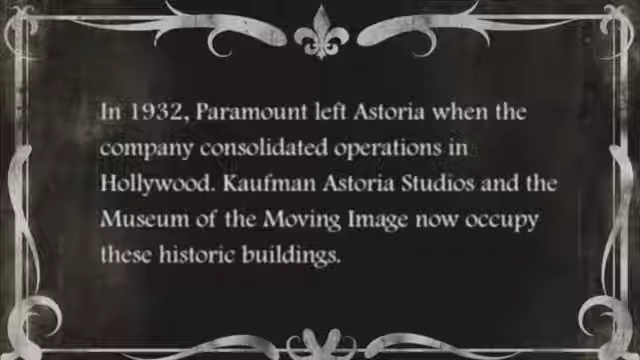 In 1932, Paramount left Astoria when the
company consolidated operations in
Hollywood. Kaufman Astoria Studios and the
Museum of the Moving Image now occupy
these historic buildings.